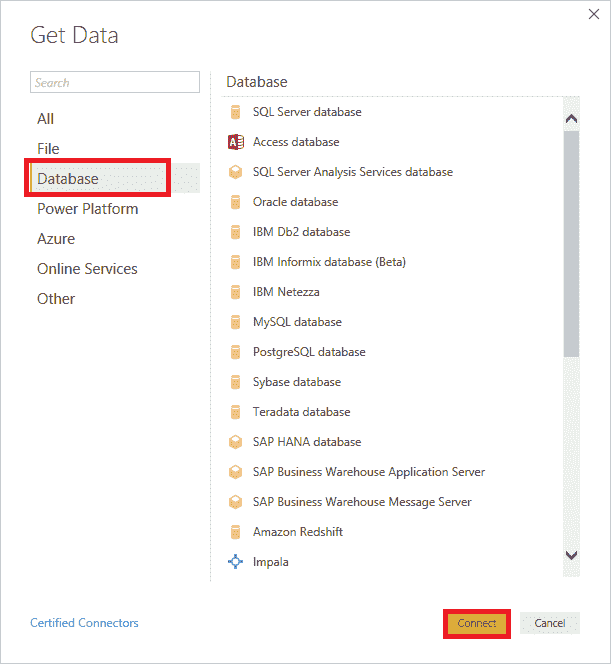 Get Data
Search
All
File
Database
Power Platform
Azure
Online Services
Other
Database
SQL Server database
Access database
SQL Server Analysis Services database
Oracle database
IBM Db2 database
IBM Informix database (Beta)
IBM Netezza
MySQL database
PostgreSQL database
Sybase database
Teradata database
SAP HANA database
SAP Business Warehouse Application Server
SAP Business Warehouse Message Server
Amazon Redshift
Impala
Certified Connectors
Connect
Cancel